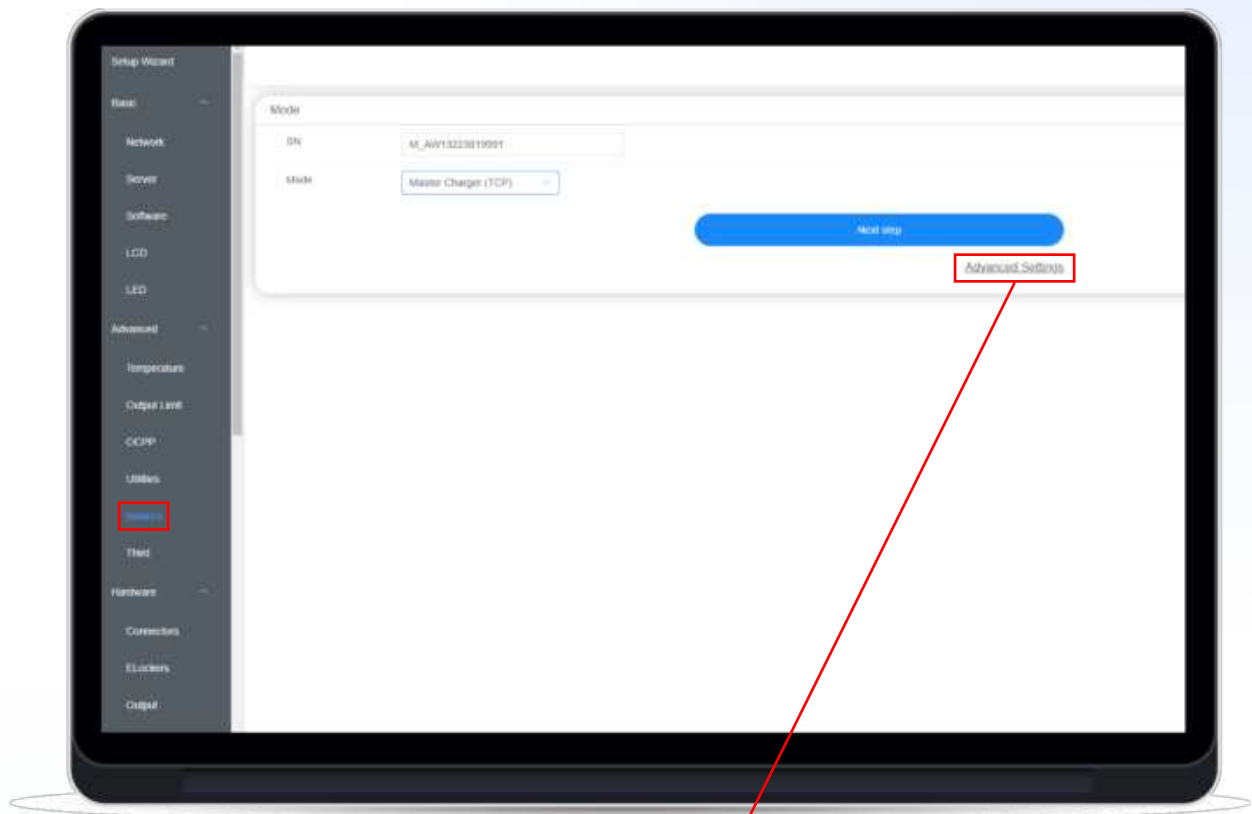 Setup Wizard
Basic
Network
Server
Software
LCD
LED
Advanced
Temperature
Output Limit
OCPP
Utilities
Third
Hardware
Connectors
ELockers
Output
Mode
SN
Mode
Master Charger (TCP)
Next step
Advanced Settings